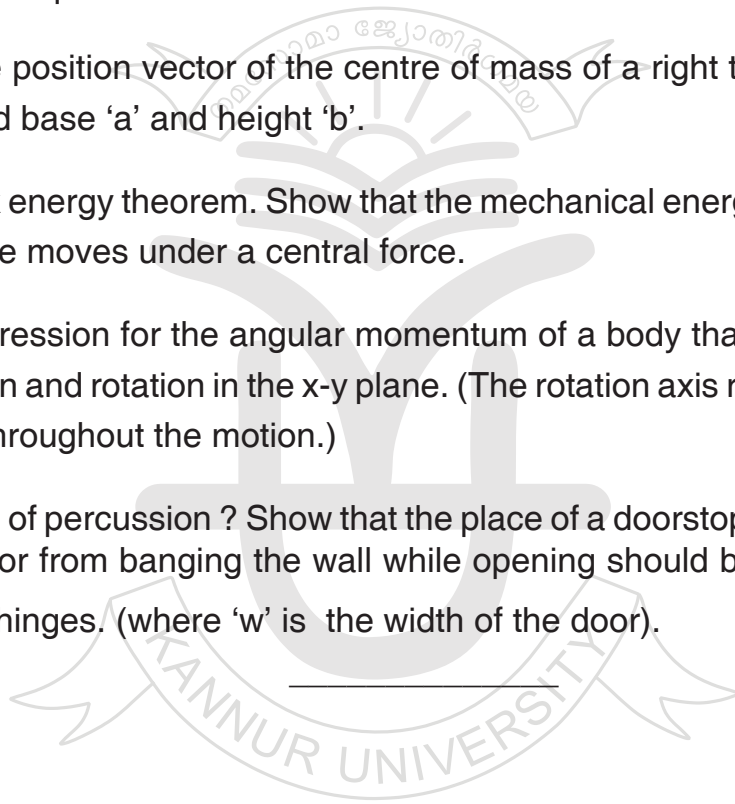 position vector of the centre of mass of a right t
d base ‘a’ and height ‘b’.
energy theorem. Show that the mechanical energ
e moves under a central force.
ression for the angular momentum of a body tha
n and rotation in the x-y plane. (The rotation axis r
hroughout the motion.)
of percussion ? Show that the place of a doorstop
or from banging the wall while opening should b
hinges. (where ‘w’ is the width of the door).
KANNUR UNIVERSITY